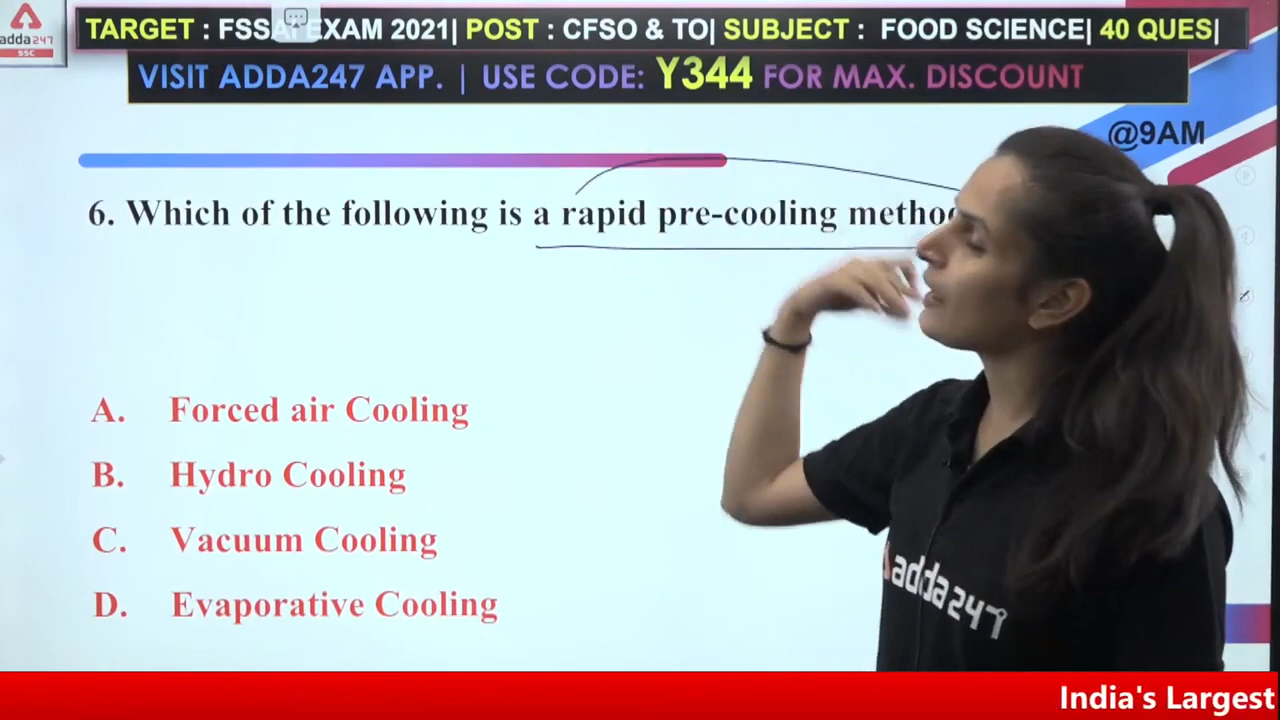 TARGET : FSSAI EXAM 2021| POST : CFSO & TO| SUBJECT : FOOD SCIENCE| 40 QUES|
adda247
SSC
VISIT ADDA247 APP. | USE CODE: Y344 FOR MAX. DISCOUNT
@9AM
6. Which of the following is a rapid pre-cooling
A. Forced air Cooling
B. Hydro Cooling
C. Vacuum Cooling
D. Evaporative Cooling
adda247
India's Largest